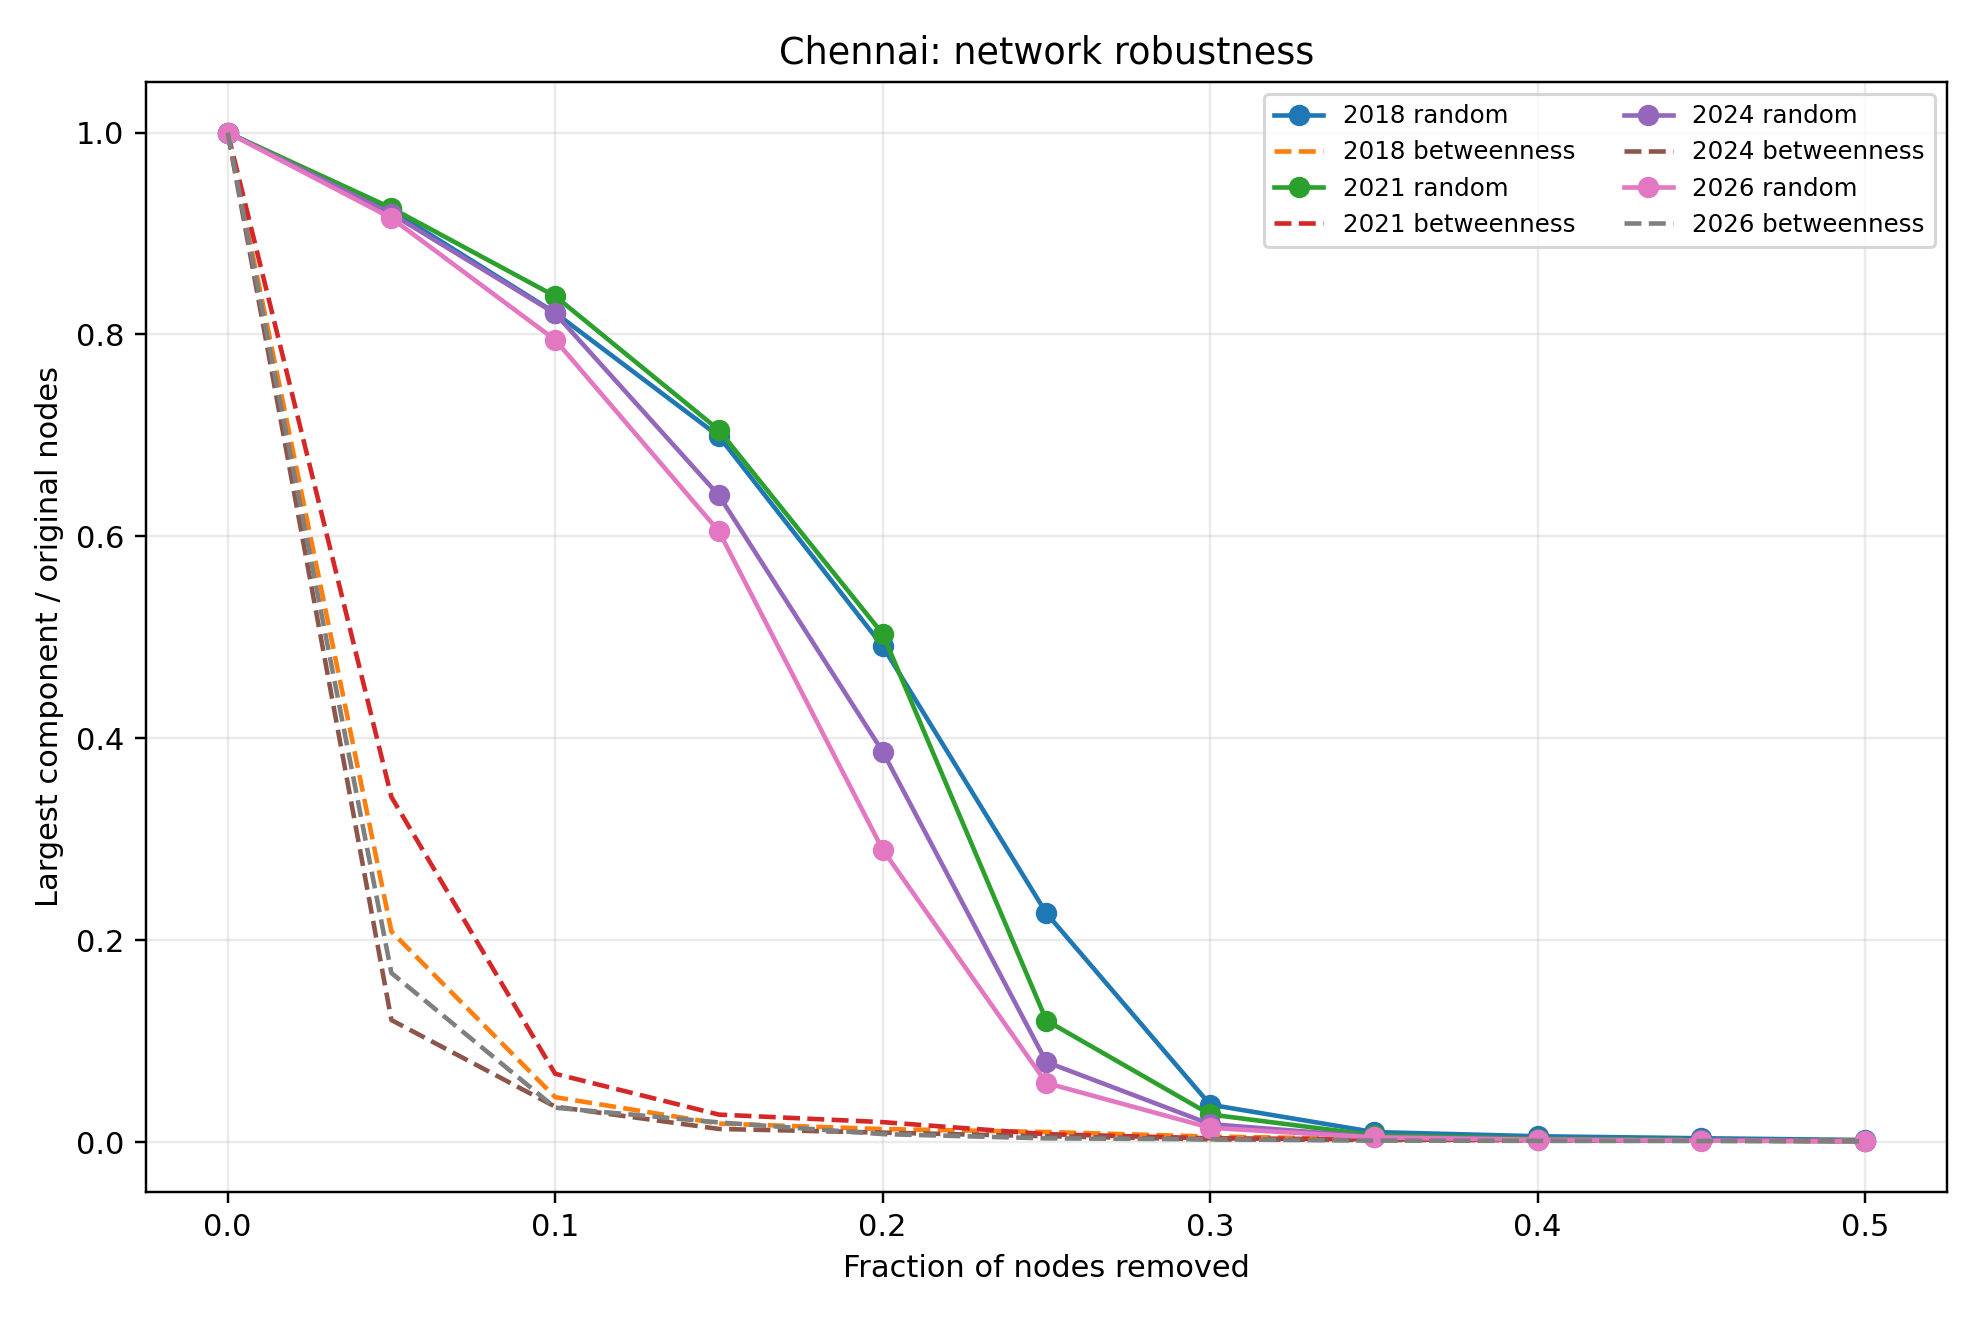 Chennai: network robustness
2018 random
2018 betweenness
2021 random
2021 betweenness
2024 random
2024 betweenness
2026 random
2026 betweenness
Largest component / original nodes
1.0
0.8
0.6
0.4
0.2
0.0
0.0 0.1 0.2 0.3 0.4 0.5
Fraction of nodes removed